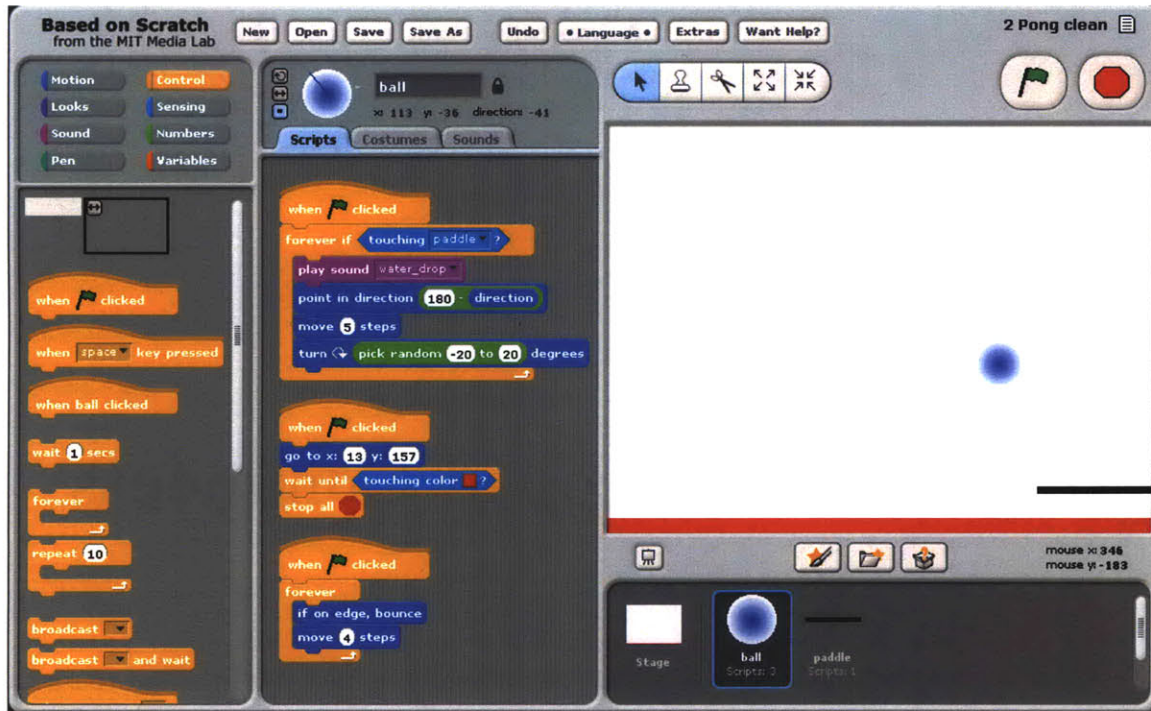 Based on Scratch
from the MIT Media Lab
New Open Save Save As Undo • Language • Extras Want Help?
2 Pong clean
Motion Control
Looks Sensing
Sound Numbers
Pen Variables
ball
x: 113 y: -36 direction: -41
Scripts Costumes Sounds
when clicked
when space key pressed
when ball clicked
wait 1 secs
forever
repeat 10
broadcast
broadcast and wait
when clicked
forever if touching paddle ?
play sound water_drop
point in direction 180 - direction
move 5 steps
turn pick random -20 to 20 degrees
when clicked
go to x: 13 y: 157
wait until touching color ?
stop all
when clicked
forever
if on edge, bounce
move 4 steps
mouse x: 346
mouse y: -183
Stage
ball
Scripts: 3
paddle
Scripts: 1